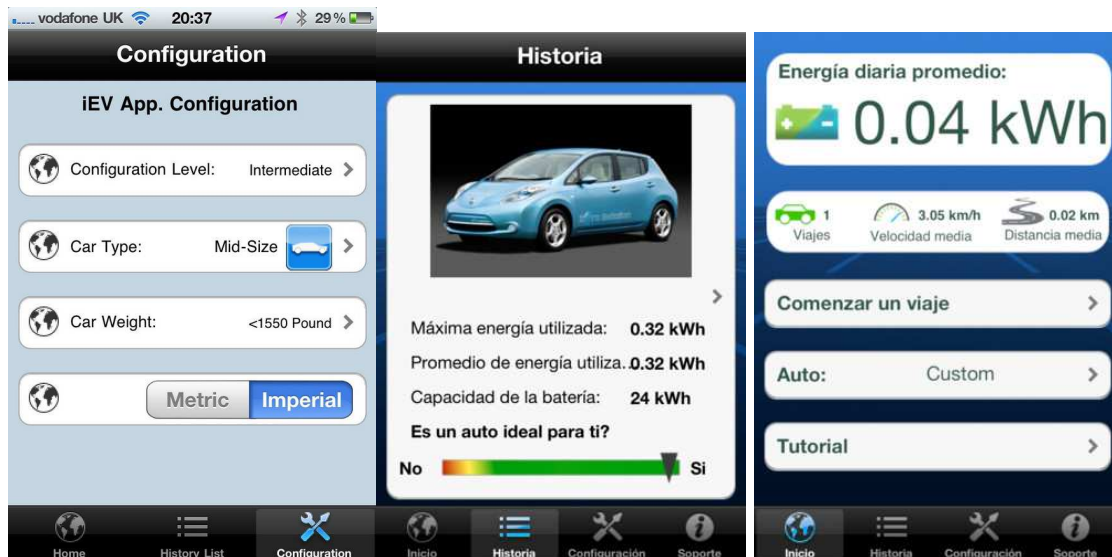 vodafone UK 20:37 29 %
Configuration
iEV App. Configuration
Configuration Level: Intermediate
Car Type: Mid-Size
Car Weight: <1550 Pound
Metric Imperial
Home History List Configuration
Historia
Máxima energía utilizada: 0.32 kWh
Promedio de energía utiliza.. 0.32 kWh
Capacidad de la batería: 24 kWh
Es un auto ideal para ti?
No Si
Inicio Historia Configuración Soporte
Energía diaria promedio:
0.04 kWh
1 3.05 km/h 0.02 km
Viajes Velocidad media Distancia media
Comenzar un viaje
Auto: Custom
Tutorial
Inicio Historia Configuración Soporte